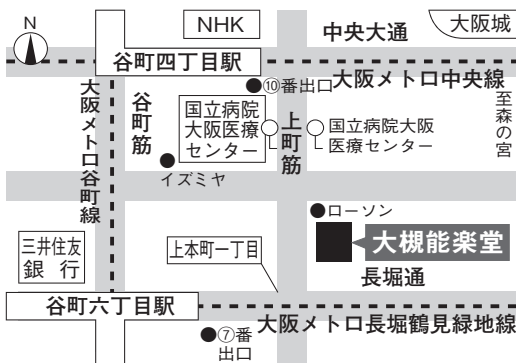 N
NHK
中央大通
大阪城
谷町四丁目駅
大阪メトロ中央線
⑩番出口
大阪メトロ谷町線
谷町筋
国立病院
大阪医療
センター
上町筋
国立病院大阪
医療センター
至森の宮
イズミヤ
ローソン
大槻能楽堂
三井住友
銀行
上本町一丁目
長堀通
谷町六丁目駅
大阪メトロ長堀鶴見緑地線
⑦番
出口